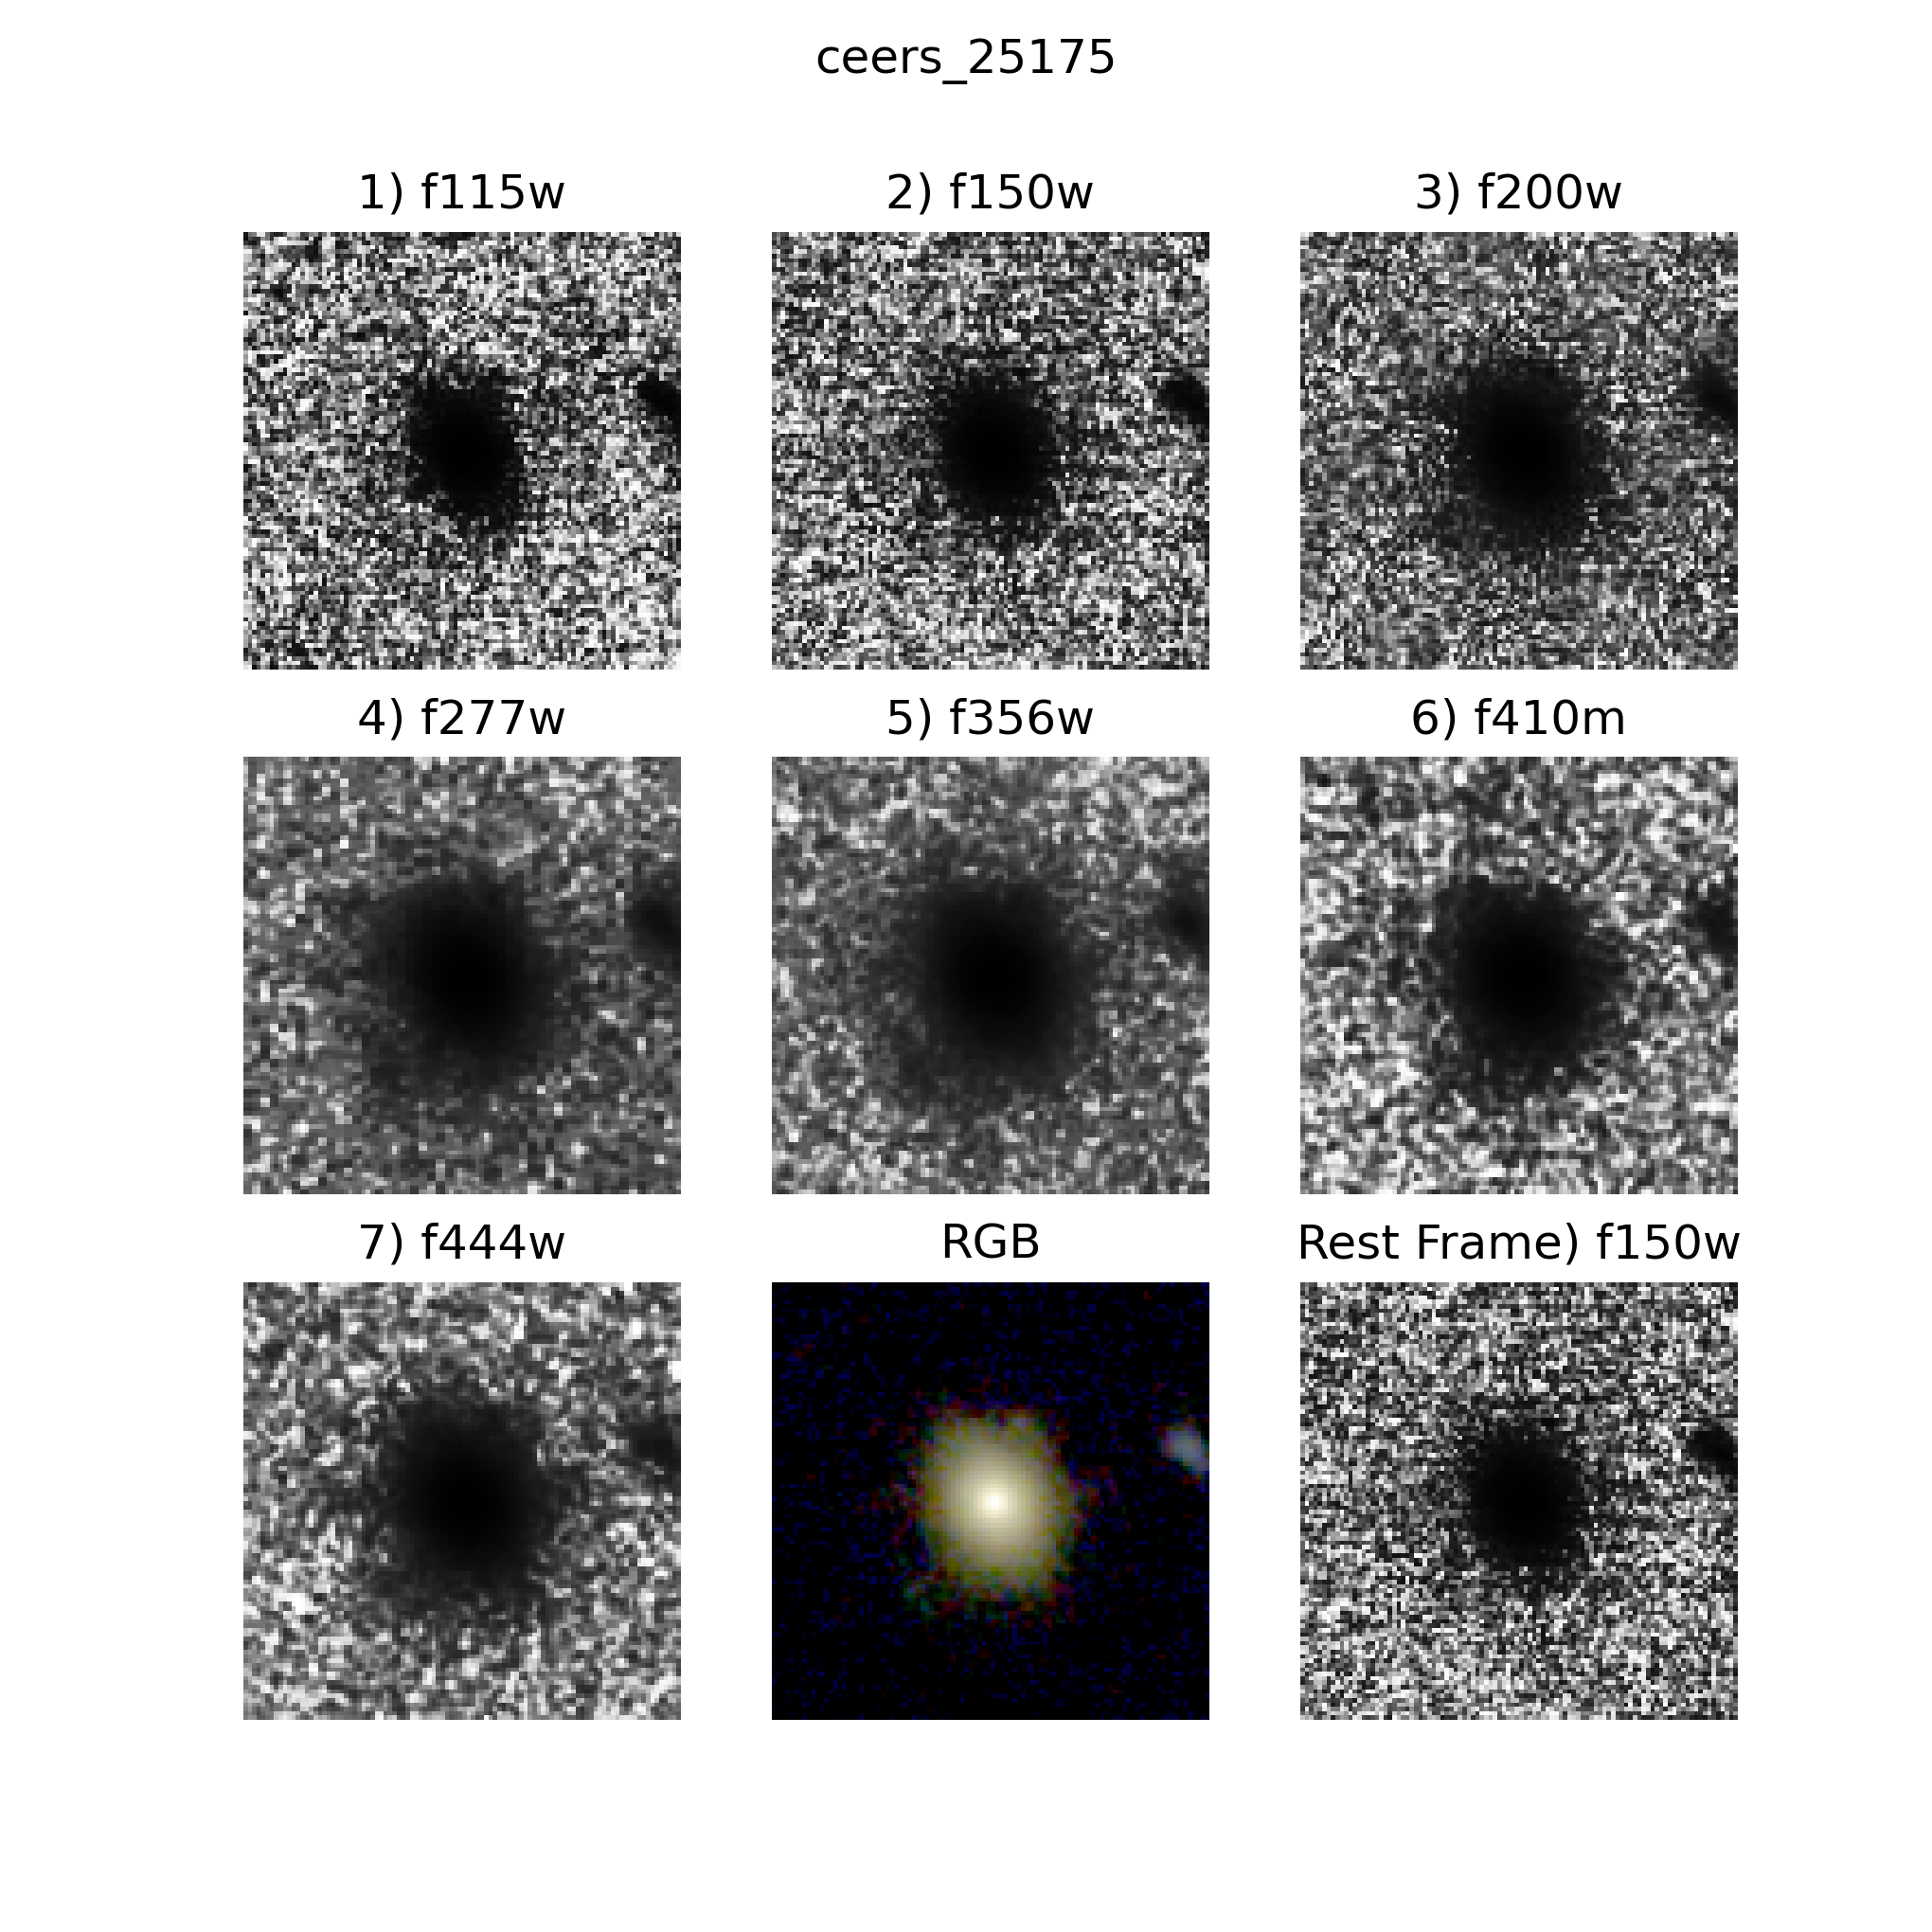 ceers_25175
1) f115w
2) f150w
3) f200w
4) f277w
5) f356w
6) f410m
7) f444w
RGB
Rest Frame) f150w